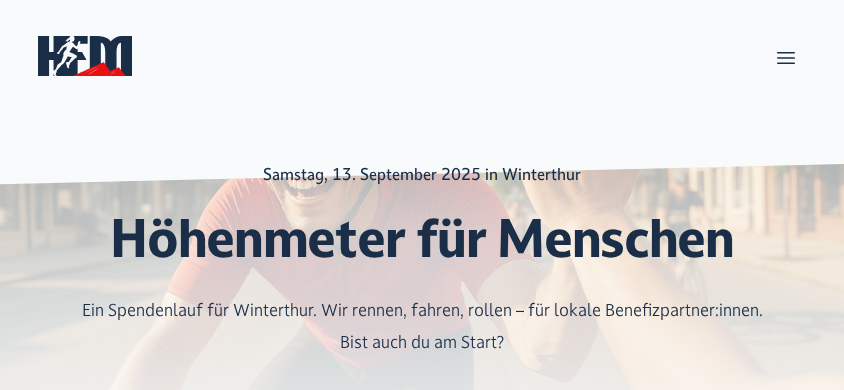 HFM
Samstag, 13. September 2025 in Winterthur
Höhenmeter für Menschen
Ein Spendenlauf für Winterthur. Wir rennen, fahren, rollen – für lokale Benefizpartner:innen.
Bist auch du am Start?